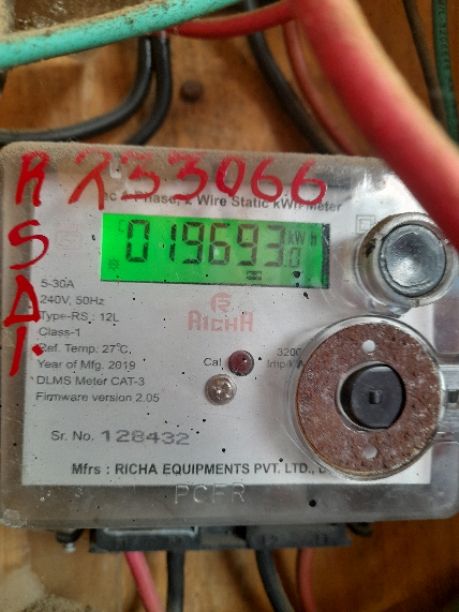 R 233066
S
D
1.
Phase, 2 Wire Static kWh Meter
019693.0 kWh
5-30A
240V, 50Hz
Type-RS : 12L
Class-1
Ref. Temp: 27°C
Year of Mfg. 2019
DLMS Meter CAT-3
Firmware version 2.05
RICHA
Cal
3200
Imp/k
Sr. No. 128432
Mfrs : RICHA EQUIPMENTS PVT. LTD.,